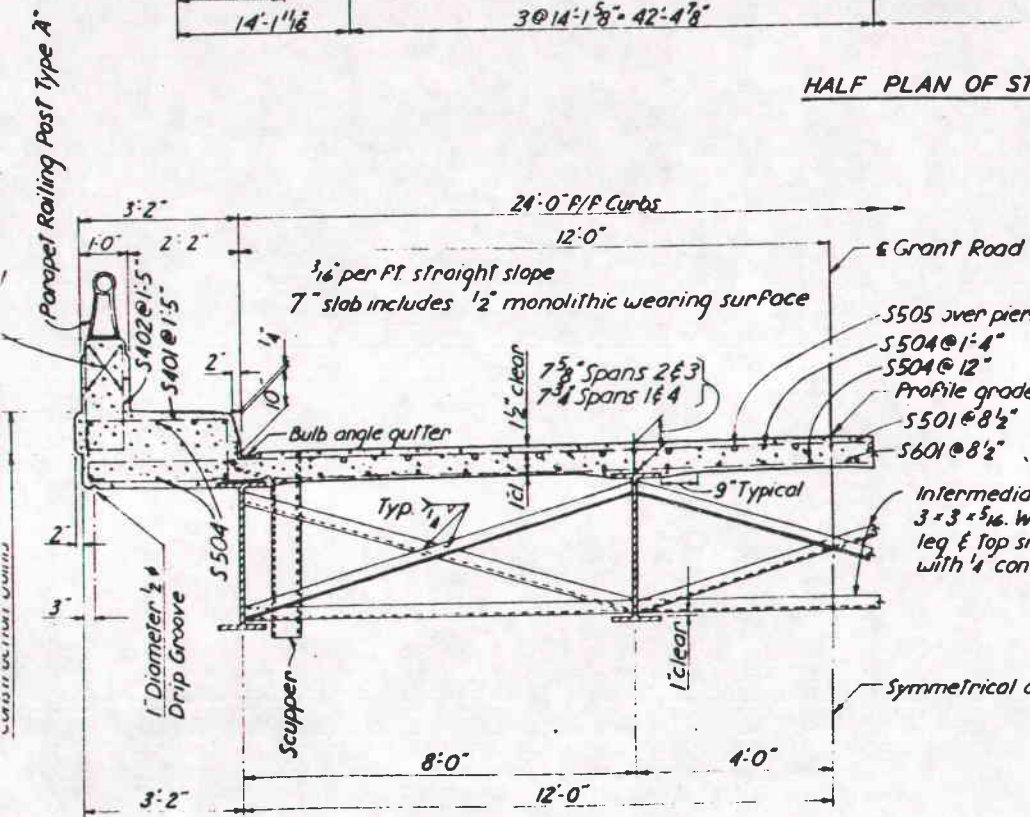 14'-1 11/16"
3@14'-1 5/8" = 42'-4 7/8"
HALF PLAN OF ST
Parapet Railing Post Type "A"
3'-2"
24'-0" F/F Curbs
1'-0"
2'-2"
12'-0"
℄ Grant Road
3/16" per Ft. straight slope
7" slab includes 1/2" monolithic wearing surface
S402@1'-5"
S401@1'-5"
2"
1/4"
10"
1 1/2" clear
7 5/8" Spans 2 & 3
7 3/4" Spans 1 & 4
S505 over pier
S504@1'-4"
S504@12"
Profile grade
S501@8 1/2"
S601@8 1/2"
Bulb angle gutter
1" cl.
9" Typical
Typ.
1/4
Intermedia
3 x 3 x 5/16. W
leg & Top s
with 1/4" con
S504
2"
3"
1" Diameter 1/2 ¢
Drip Groove
Scupper
1" clear
Symmetrical a
8'-0"
4'-0"
3'-2"
12'-0"